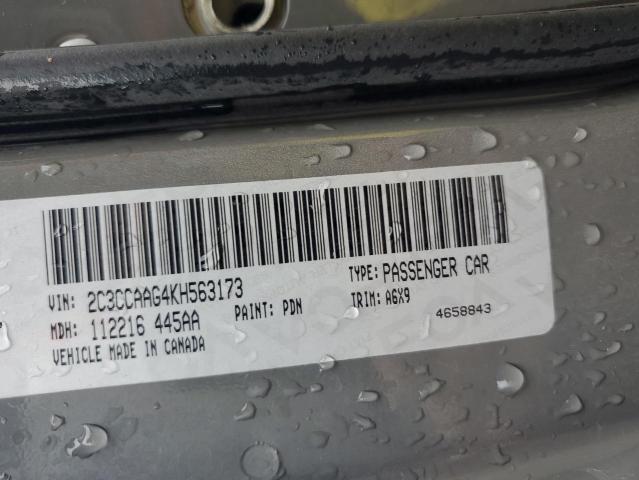 VIN: 2C3CCAAG4KH563173
TYPE: PASSENGER CAR
MDH: 112216 445AA
PAINT: PDN
TRIM: A6X9
VEHICLE MADE IN CANADA
4658843